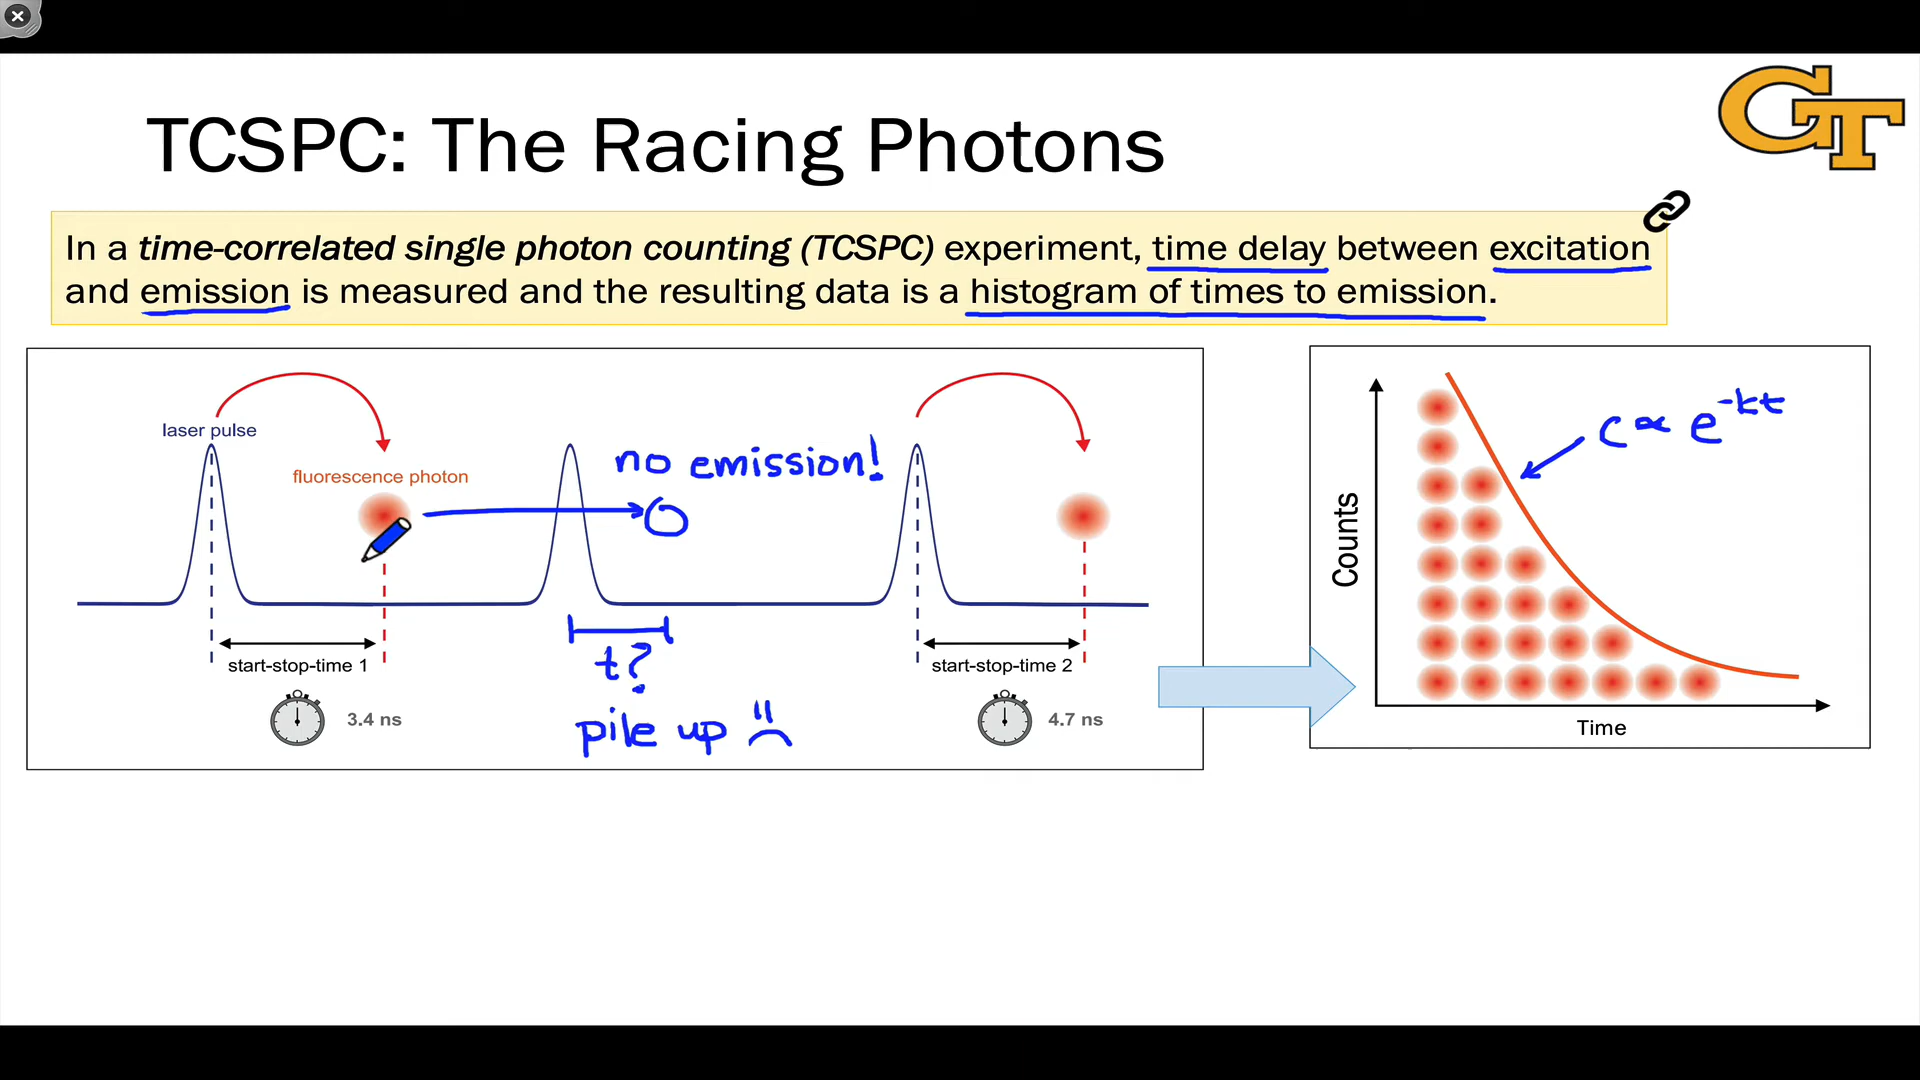 GT
TCSPC: The Racing Photons
In a time-correlated single photon counting (TCSPC) experiment, time delay between excitation
and emission is measured and the resulting data is a histogram of times to emission.
laser pulse
fluorescence photon
no emission!
start-stop-time 1
3.4 ns
t?
pile up
start-stop-time 2
4.7 ns
Counts
C ∝ e^-kt
Time